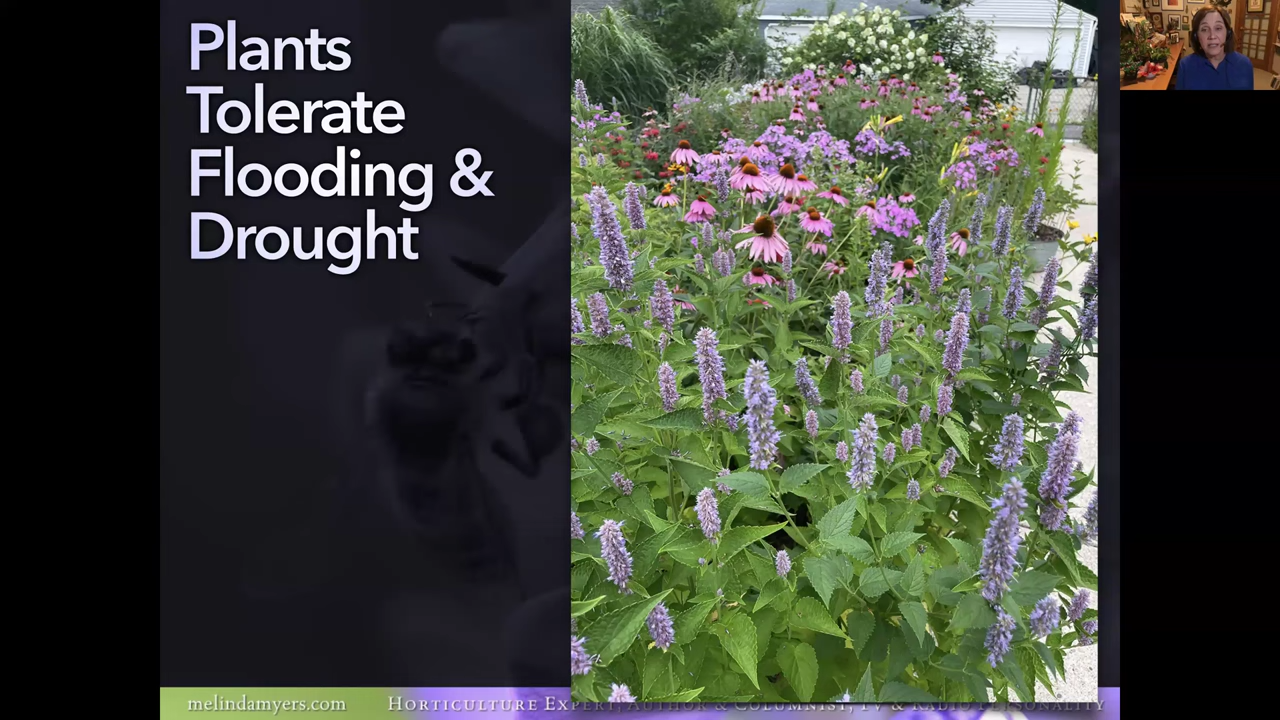 Plants
Tolerate
Flooding &
Drought
melindamyers.com
Horticulture Expert, Author & Columnist, TV & Radio Personality